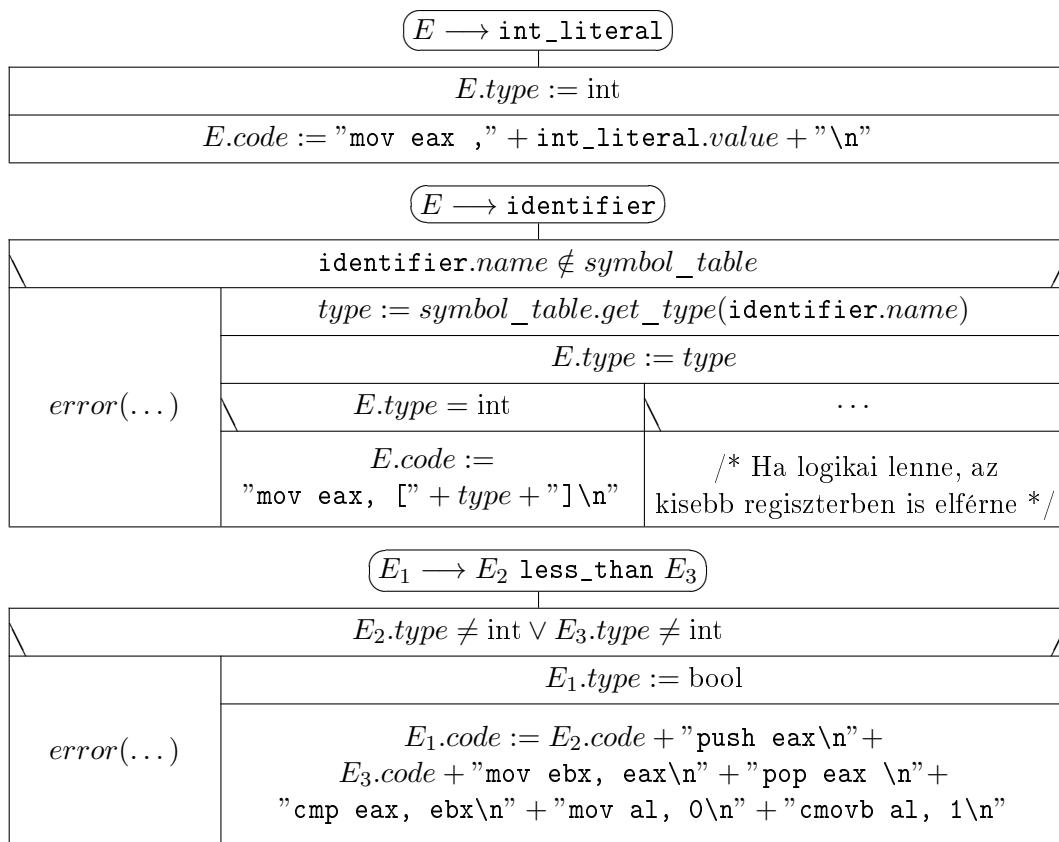 E ⟶ int_literal
E.type := int
E.code := ”mov eax ,” + int_literal.value + ”\n”
E ⟶ identifier
identifier.name ∉ symbol_table
error(...)
type := symbol_table.get_type(identifier.name)
E.type := type
E.type = int
...
E.code :=
”mov eax, [” + type + ”]\n”
/* Ha logikai lenne, az
kisebb regiszterben is elférne */
E₁ ⟶ E₂ less_than E₃
E₂.type ≠ int ∨ E₃.type ≠ int
error(...)
E₁.type := bool
E₁.code := E₂.code + ”push eax\n”+
E₃.code + ”mov ebx, eax\n” + ”pop eax \n”+
”cmp eax, ebx\n” + ”mov al, 0\n” + ”cmovb al, 1\n”